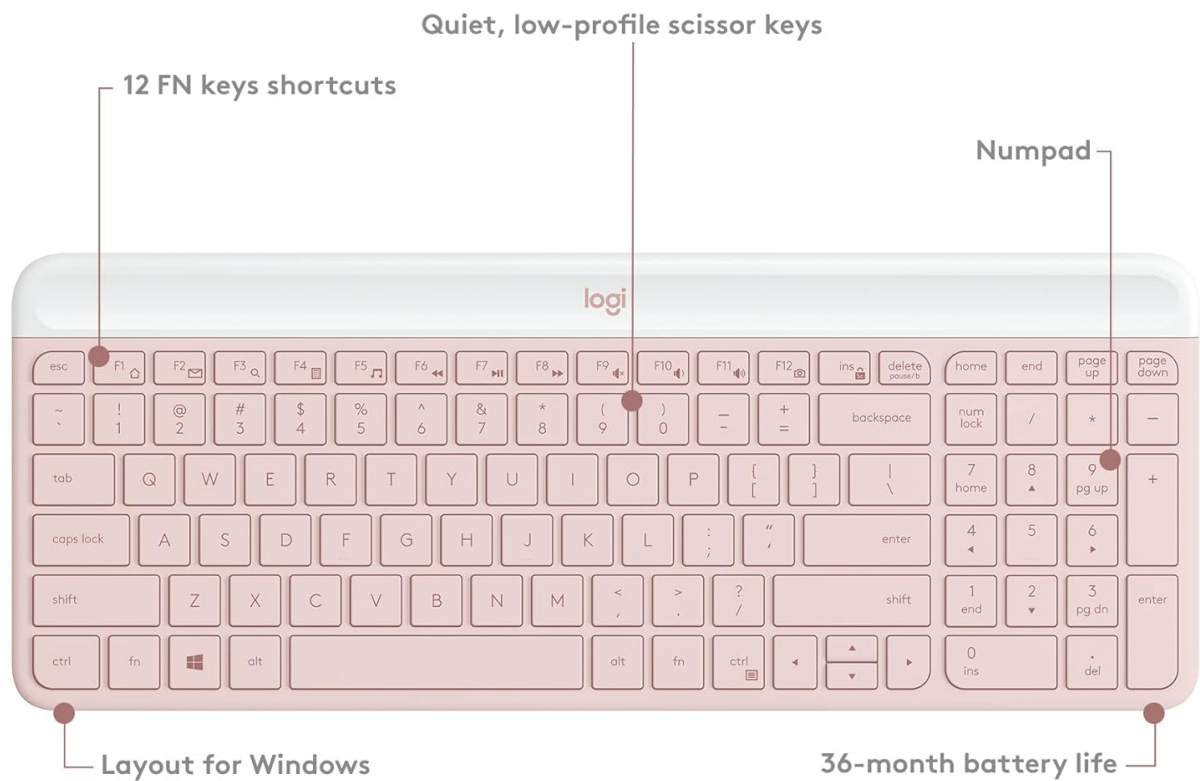 Quiet, low-profile scissor keys
12 FN keys shortcuts
Numpad
logi
esc F1 F2 F3 F4 F5 F6 F7 F8 F9 F10 F11 F12 ins delete pause/b home end page up page down
~ ` ! 1 @ 2 # 3 $ 4 % 5 ^ 6 & 7 * 8 ( 9 ) 0 _ - + = backspace num lock / * −
tab Q W E R T Y U I O P { [ } ] | \ 7 home 8 9 pg up +
caps lock A S D F G H J K L : ; " ' enter 4 5 6
shift Z X C V B N M < , > . ? / shift 1 end 2 3 pg dn enter
ctrl fn alt alt fn ctrl 0 ins . del
Layout for Windows
36-month battery life